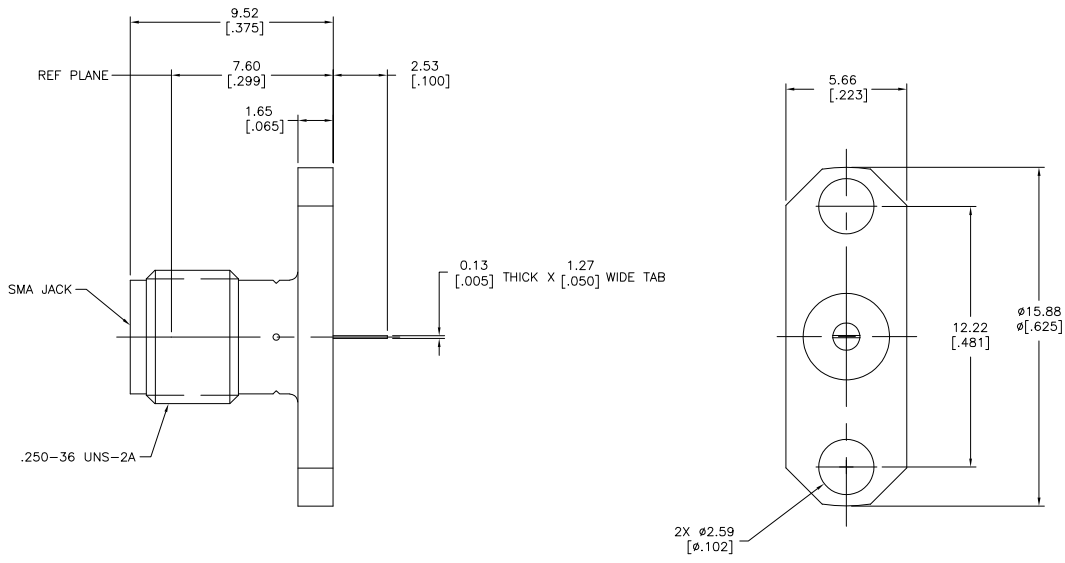 9.52
[.375]
REF PLANE
7.60
[.299]
2.53
[.100]
1.65
[.065]
5.66
[.223]
SMA JACK
0.13
[.005] THICK X 1.27
[.050] WIDE TAB
12.22
[.481]
⌀15.88
⌀[.625]
.250-36 UNS-2A
2X ⌀2.59
[⌀.102]